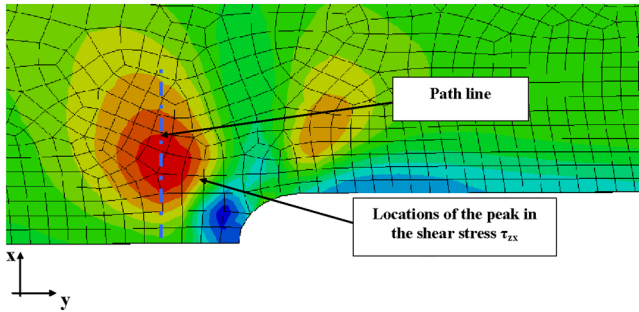 Path line
Locations of the peak in
the shear stress τzx
x
y